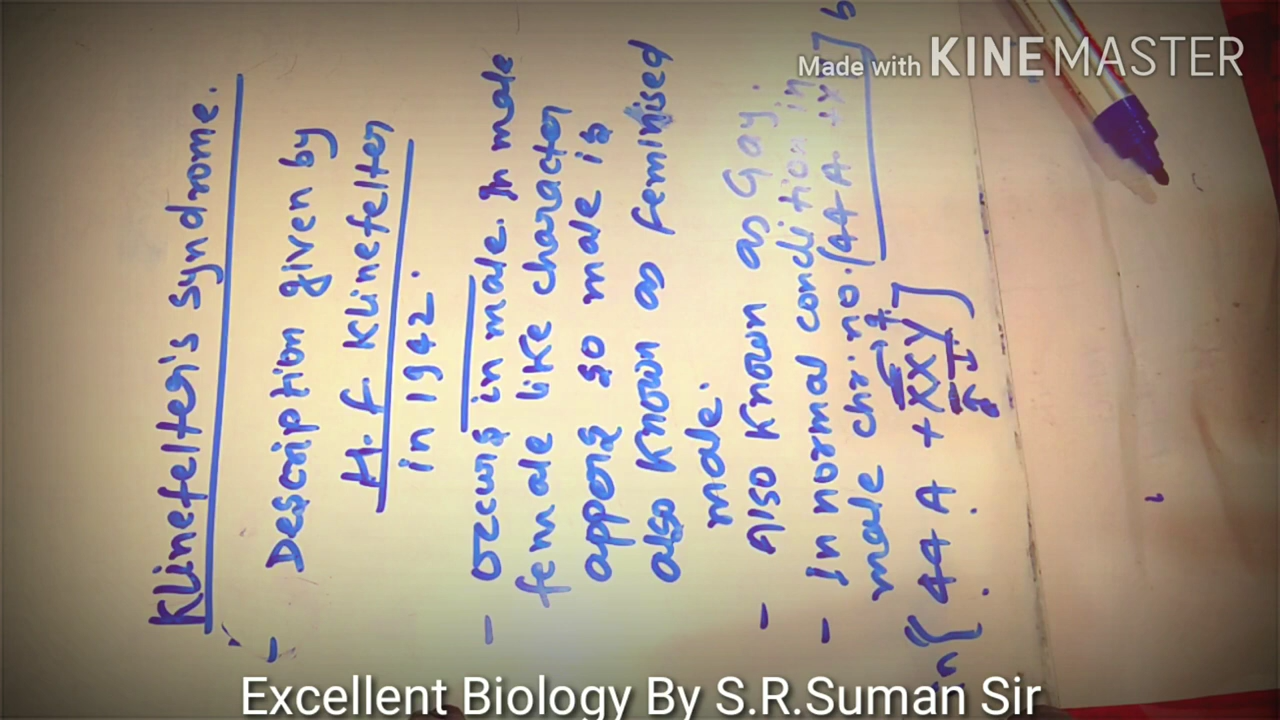 Klinefelter's syndrome.
- Description given by
H. f Klinefelter
in 1942.
- occurs in male. In male
female like character
appers so male is
also known as feminised
male.
- Also known as Gay.
- In normal condition in
male chr. no. [44 A + x
44 A + XXY]
Made with KINEMASTER
Excellent Biology By S.R.Suman Sir